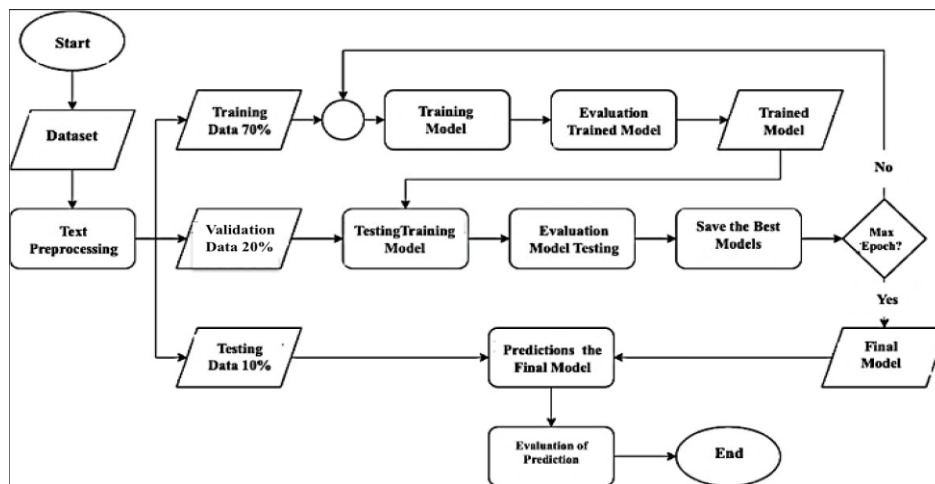 Start
Dataset
Text
Preprocessing
Training
Data 70%
Training
Model
Evaluation
Trained Model
Trained
Model
No
Validation
Data 20%
TestingTraining
Model
Evaluation
Model Testing
Save the Best
Models
Max
Epoch?
Yes
Testing
Data 10%
Predictions the
Final Model
Final
Model
Evaluation of
Prediction
End